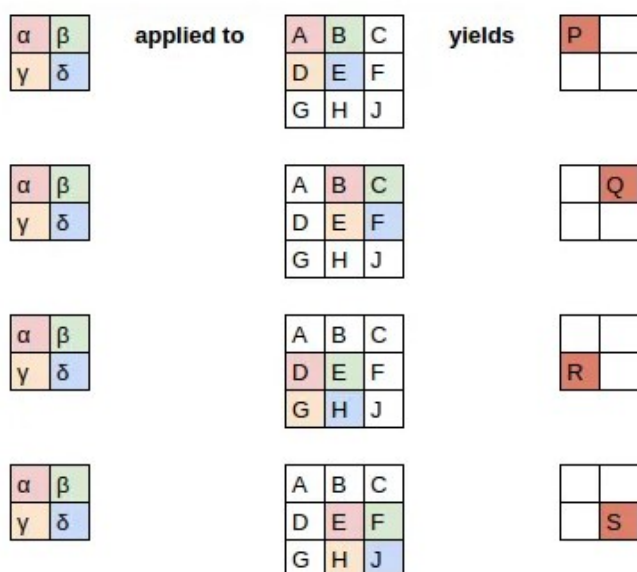 α β applied to A B C yields P
γ δ D E F
G H J
α β A B C Q
γ δ D E F
G H J
α β A B C
γ δ D E F R
G H J
α β A B C
γ δ D E F S
G H J